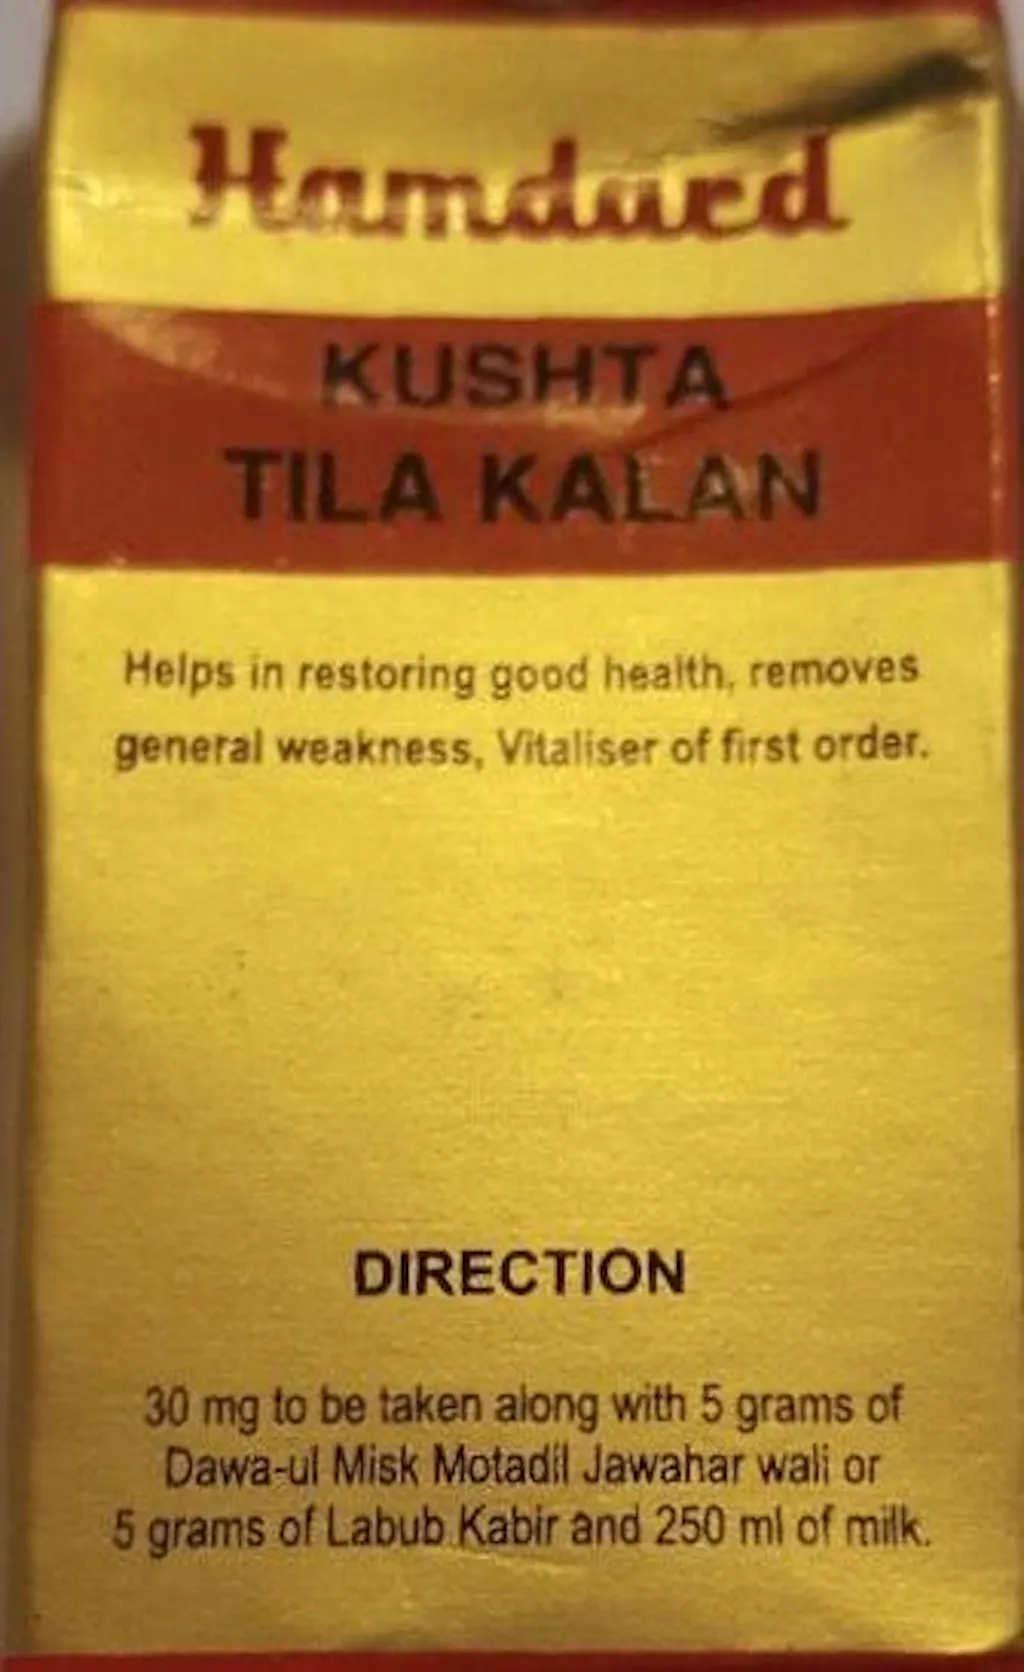 Hamdard
KUSHTA
TILA KALAN
Helps in restoring good health, removes
general weakness, Vitaliser of first order.
DIRECTION
30 mg to be taken along with 5 grams of
Dawa-ul Misk Motadil Jawahar wali or
5 grams of Labub Kabir and 250 ml of milk.